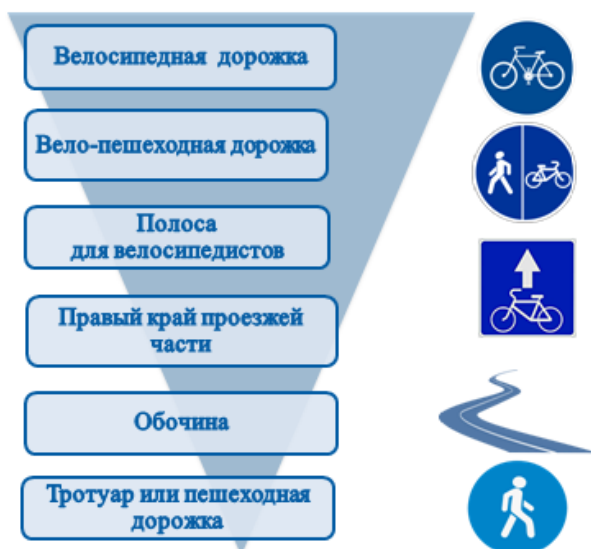 Велосипедная дорожка
Вело-пешеходная дорожка
Полоса
для велосипедистов
Правый край проезжей
части
Обочина
Тротуар или пешеходная
дорожка